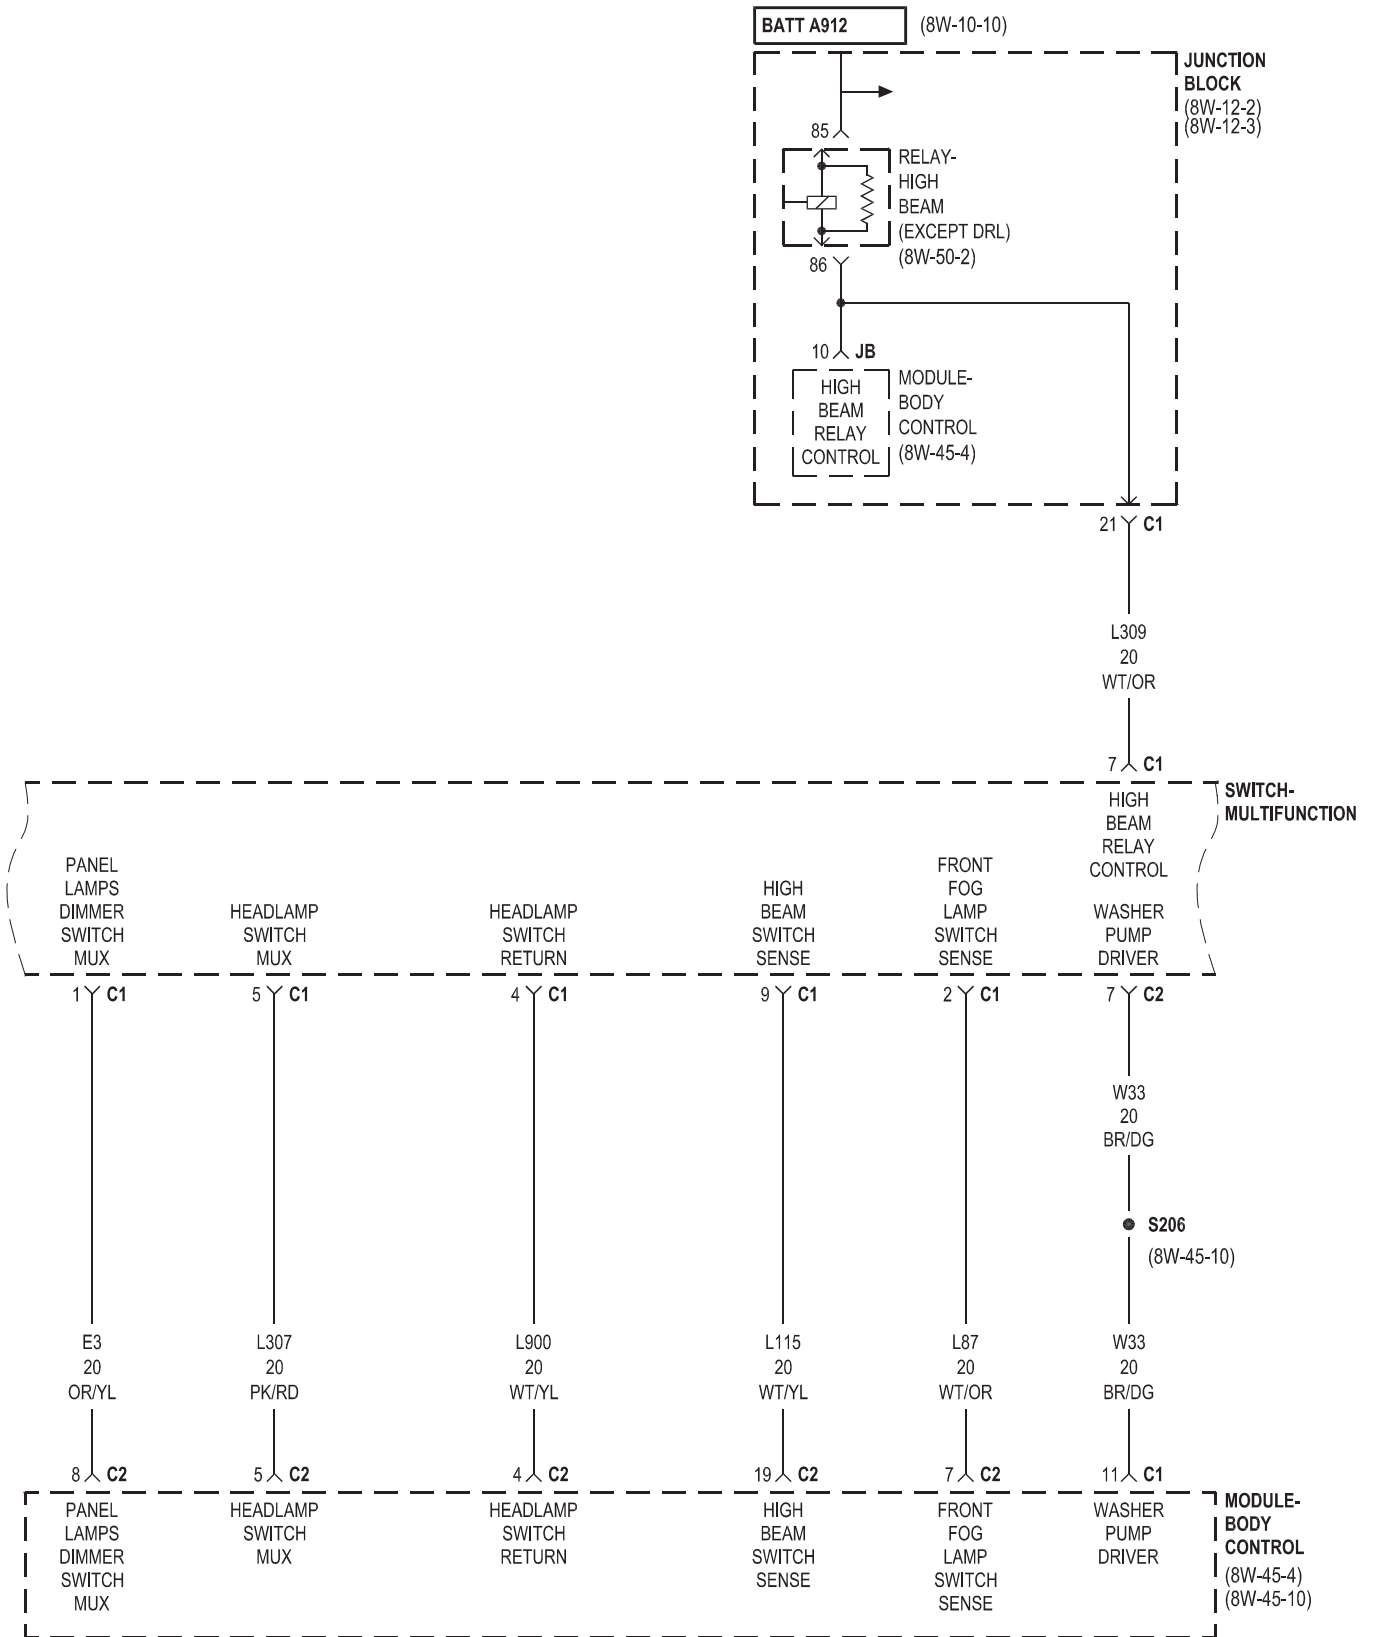 BATT A912 (8W-10-10)
JUNCTION
BLOCK
(8W-12-2)
(8W-12-3)
85
RELAY-
HIGH
BEAM
(EXCEPT DRL)
(8W-50-2)
86
10 JB
HIGH
BEAM
RELAY
CONTROL
MODULE-
BODY
CONTROL
(8W-45-4)
21 C1
L309
20
WT/OR
7 C1
SWITCH-
MULTIFUNCTION
HIGH
BEAM
RELAY
CONTROL
PANEL
LAMPS
DIMMER
SWITCH
MUX
HEADLAMP
SWITCH
MUX
HEADLAMP
SWITCH
RETURN
HIGH
BEAM
SWITCH
SENSE
FRONT
FOG
LAMP
SWITCH
SENSE
WASHER
PUMP
DRIVER
1 C1
5 C1
4 C1
9 C1
2 C1
7 C2
W33
20
BR/DG
S206
(8W-45-10)
E3
20
OR/YL
L307
20
PK/RD
L900
20
WT/YL
L115
20
WT/YL
L87
20
WT/OR
W33
20
BR/DG
8 C2
5 C2
4 C2
19 C2
7 C2
11 C1
PANEL
LAMPS
DIMMER
SWITCH
MUX
HEADLAMP
SWITCH
MUX
HEADLAMP
SWITCH
RETURN
HIGH
BEAM
SWITCH
SENSE
FRONT
FOG
LAMP
SWITCH
SENSE
WASHER
PUMP
DRIVER
MODULE-
BODY
CONTROL
(8W-45-4)
(8W-45-10)